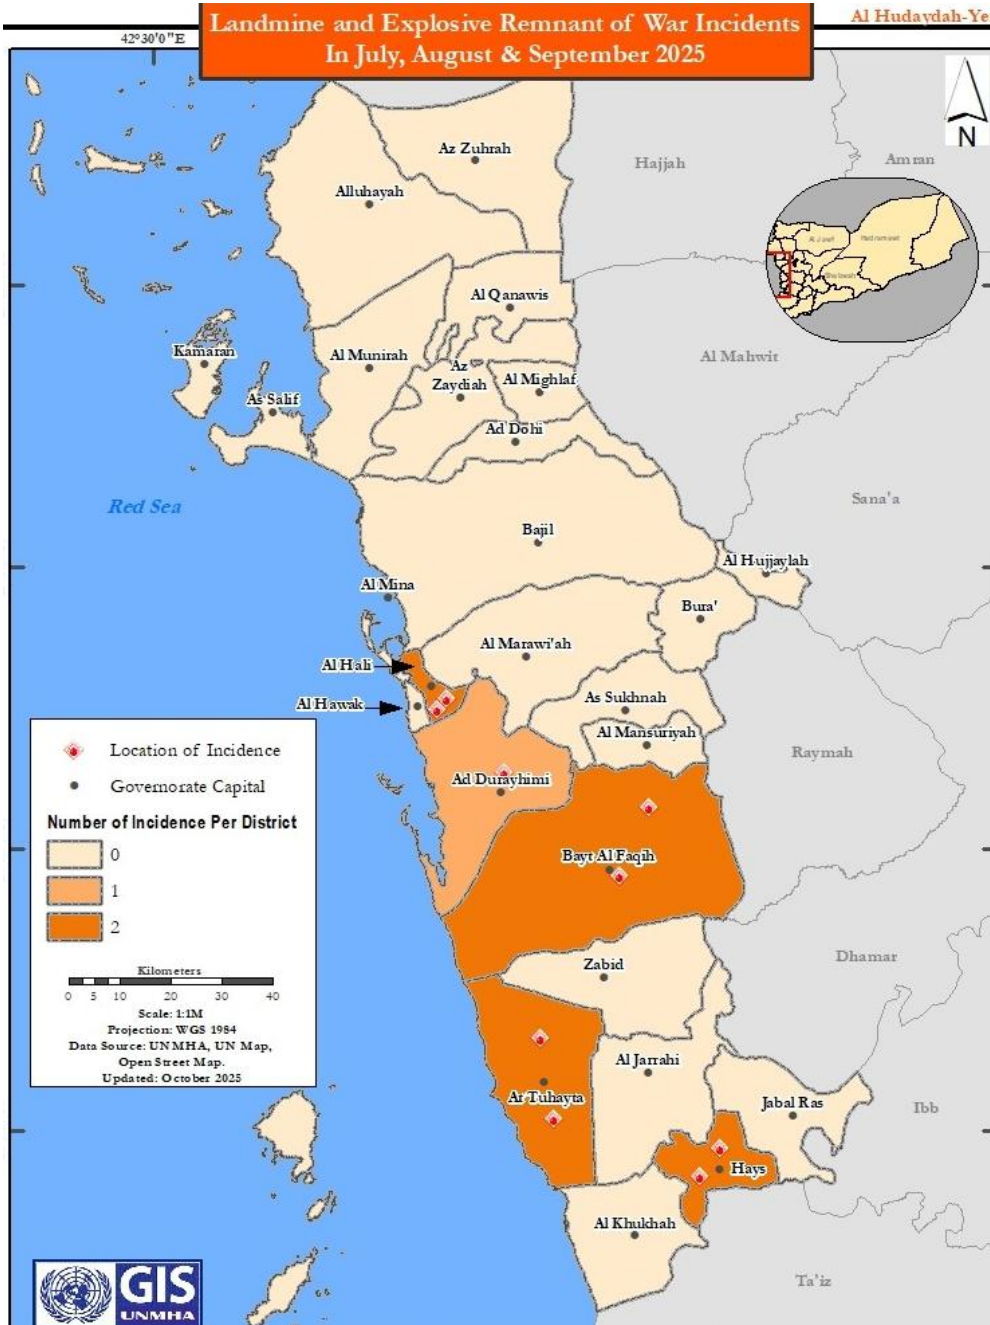 Landmine and Explosive Remnant of War Incidents
In July, August & September 2025
Al Hudaydah-Ye
42°30'0"E
N
Az Zuhrah
Hajjah
Amran
Alluhayah
Al Jawf
Hadramawt
Shabwah
Al Qanawis
Kamaran
Al Munirah
Az
Zaydiah
Al Mighlaf
Al Mahwit
As Salif
Ad Dohi
Red Sea
Sana'a
Bajil
Al Hujjaylah
Al Mina
Bura'
Al Marawi'ah
Al Hali
Al Hawak
As Sukhnah
Al Mansuriyah
Raymah
Location of Incidence
Governorate Capital
Ad Durayhimi
Number of Incidence Per District
0
1
2
Bayt Al Faqih
Kilometers
0 5 10 20 30 40
Scale: 1:1M
Projection: WGS 1984
Data Source: UNMHA, UN Map,
Open Street Map.
Updated: October 2025
Zabid
Dhamar
Al Jarrahi
At Tuhayta
Jabal Ras
Ibb
Hays
Al Khukhah
Ta'iz
GIS
UNMHA